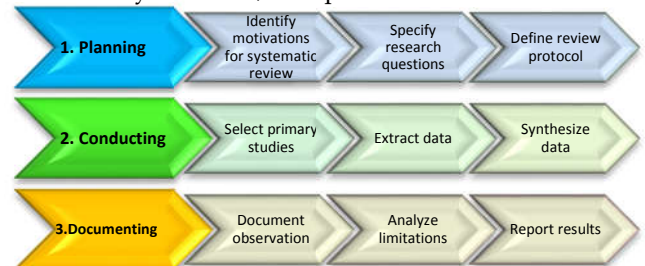 1. Planning
Identify
motivations
for systematic
review
Specify
research
questions
Define review
protocol
2. Conducting
Select primary
studies
Extract data
Synthesize
data
3.Documenting
Document
observation
Analyze
limitations
Report results